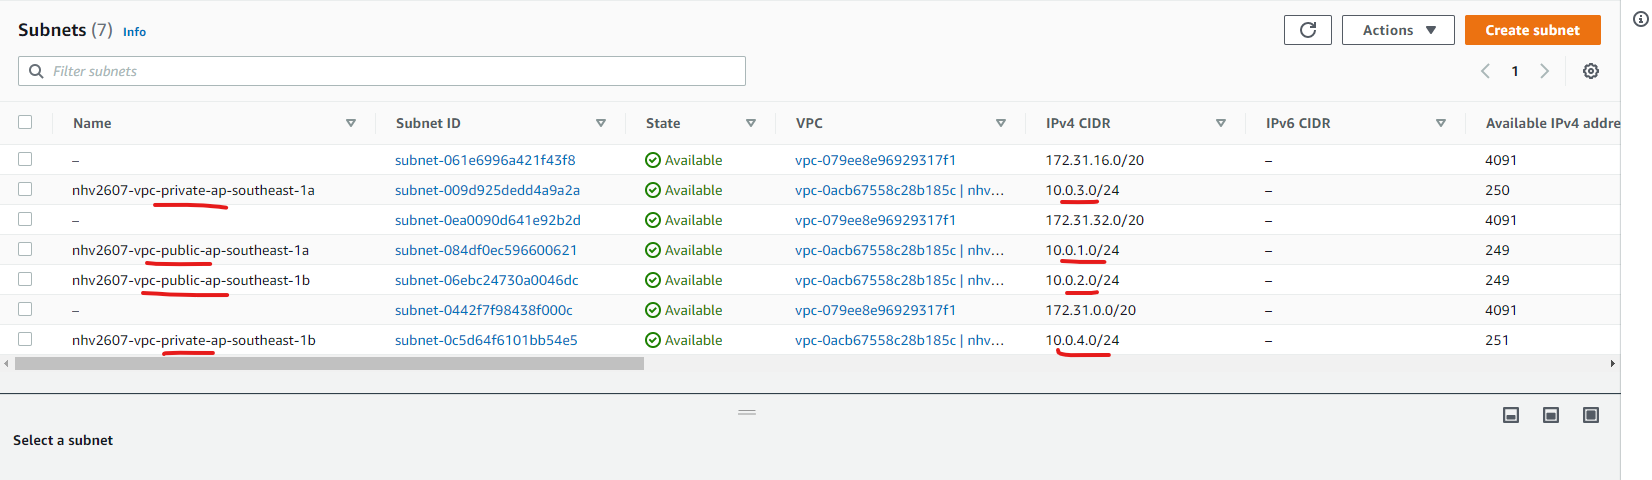 Subnets (7) Info Actions Create subnet
Filter subnets 1
Name Subnet ID State VPC IPv4 CIDR IPv6 CIDR Available IPv4 addre
– subnet-061e6996a421f43f8 Available vpc-079ee8e96929317f1 172.31.16.0/20 – 4091
nhv2607-vpc-private-ap-southeast-1a subnet-009d925dedd4a9a2a Available vpc-0acb67558c28b185c | nhv... 10.0.3.0/24 – 250
– subnet-0ea0090d641e92b2d Available vpc-079ee8e96929317f1 172.31.32.0/20 – 4091
nhv2607-vpc-public-ap-southeast-1a subnet-084df0ec596600621 Available vpc-0acb67558c28b185c | nhv... 10.0.1.0/24 – 249
nhv2607-vpc-public-ap-southeast-1b subnet-06ebc24730a0046dc Available vpc-0acb67558c28b185c | nhv... 10.0.2.0/24 – 249
– subnet-0442f7f98438f000c Available vpc-079ee8e96929317f1 172.31.0.0/20 – 4091
nhv2607-vpc-private-ap-southeast-1b subnet-0c5d64f6101bb54e5 Available vpc-0acb67558c28b185c | nhv... 10.0.4.0/24 – 251
Select a subnet